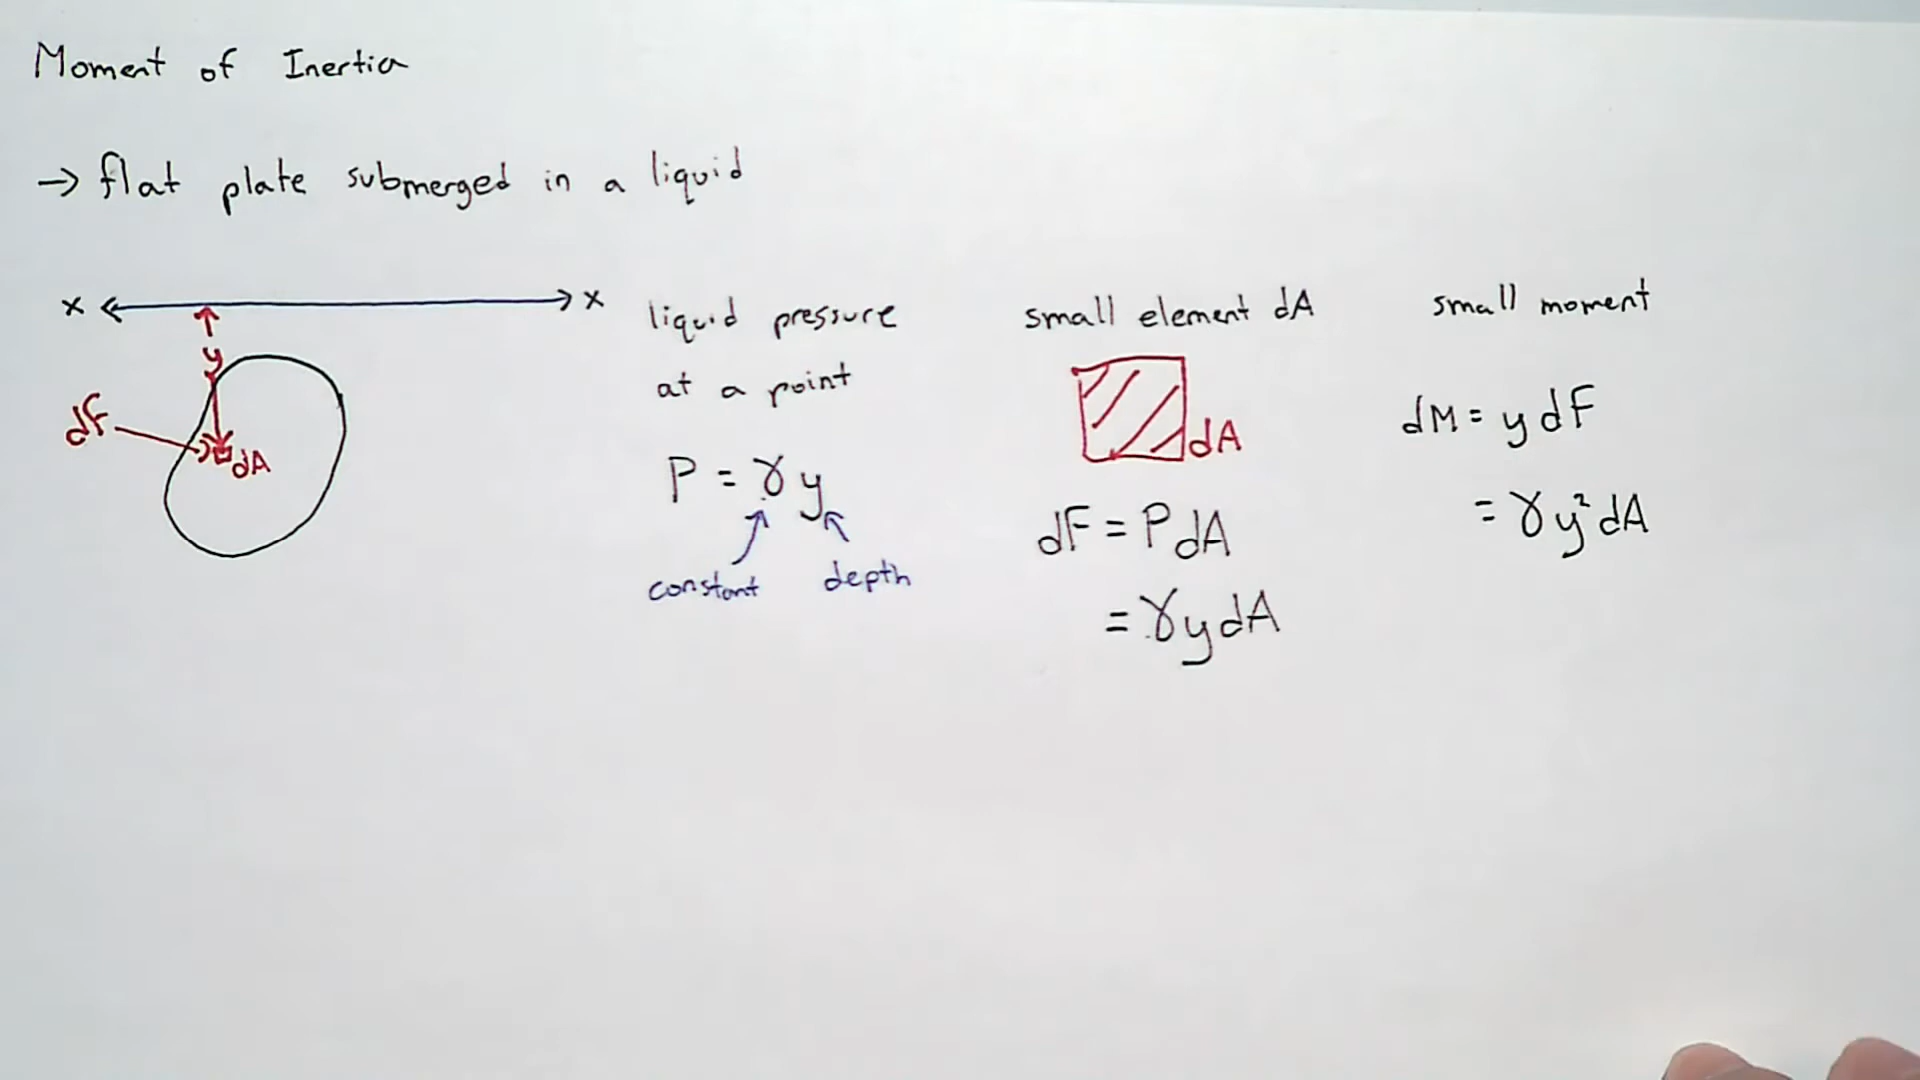 Moment of Inertia
→ flat plate submerged in a liquid
x x
y
dF
dA
liquid pressure
at a point
P = γy
constant depth
small element dA
dA
dF = PdA
= γydA
small moment
dM = ydF
= γy²dA